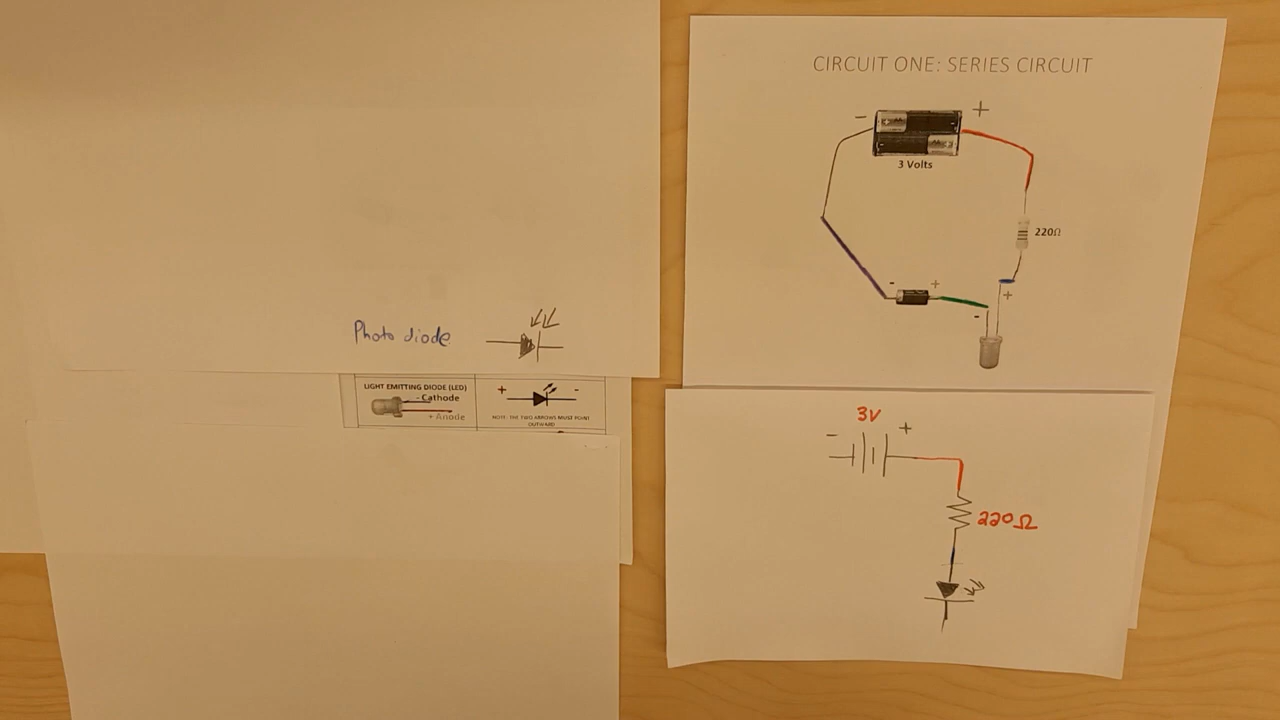 CIRCUIT ONE: SERIES CIRCUIT
- +
3 Volts
220Ω
- +
+
-
Photo diode
LIGHT EMITTING DIODE (LED)
- Cathode
+ Anode
+ -
NOTE: THE TWO ARROWS MUST POINT
OUTWARD
3V
- +
220Ω